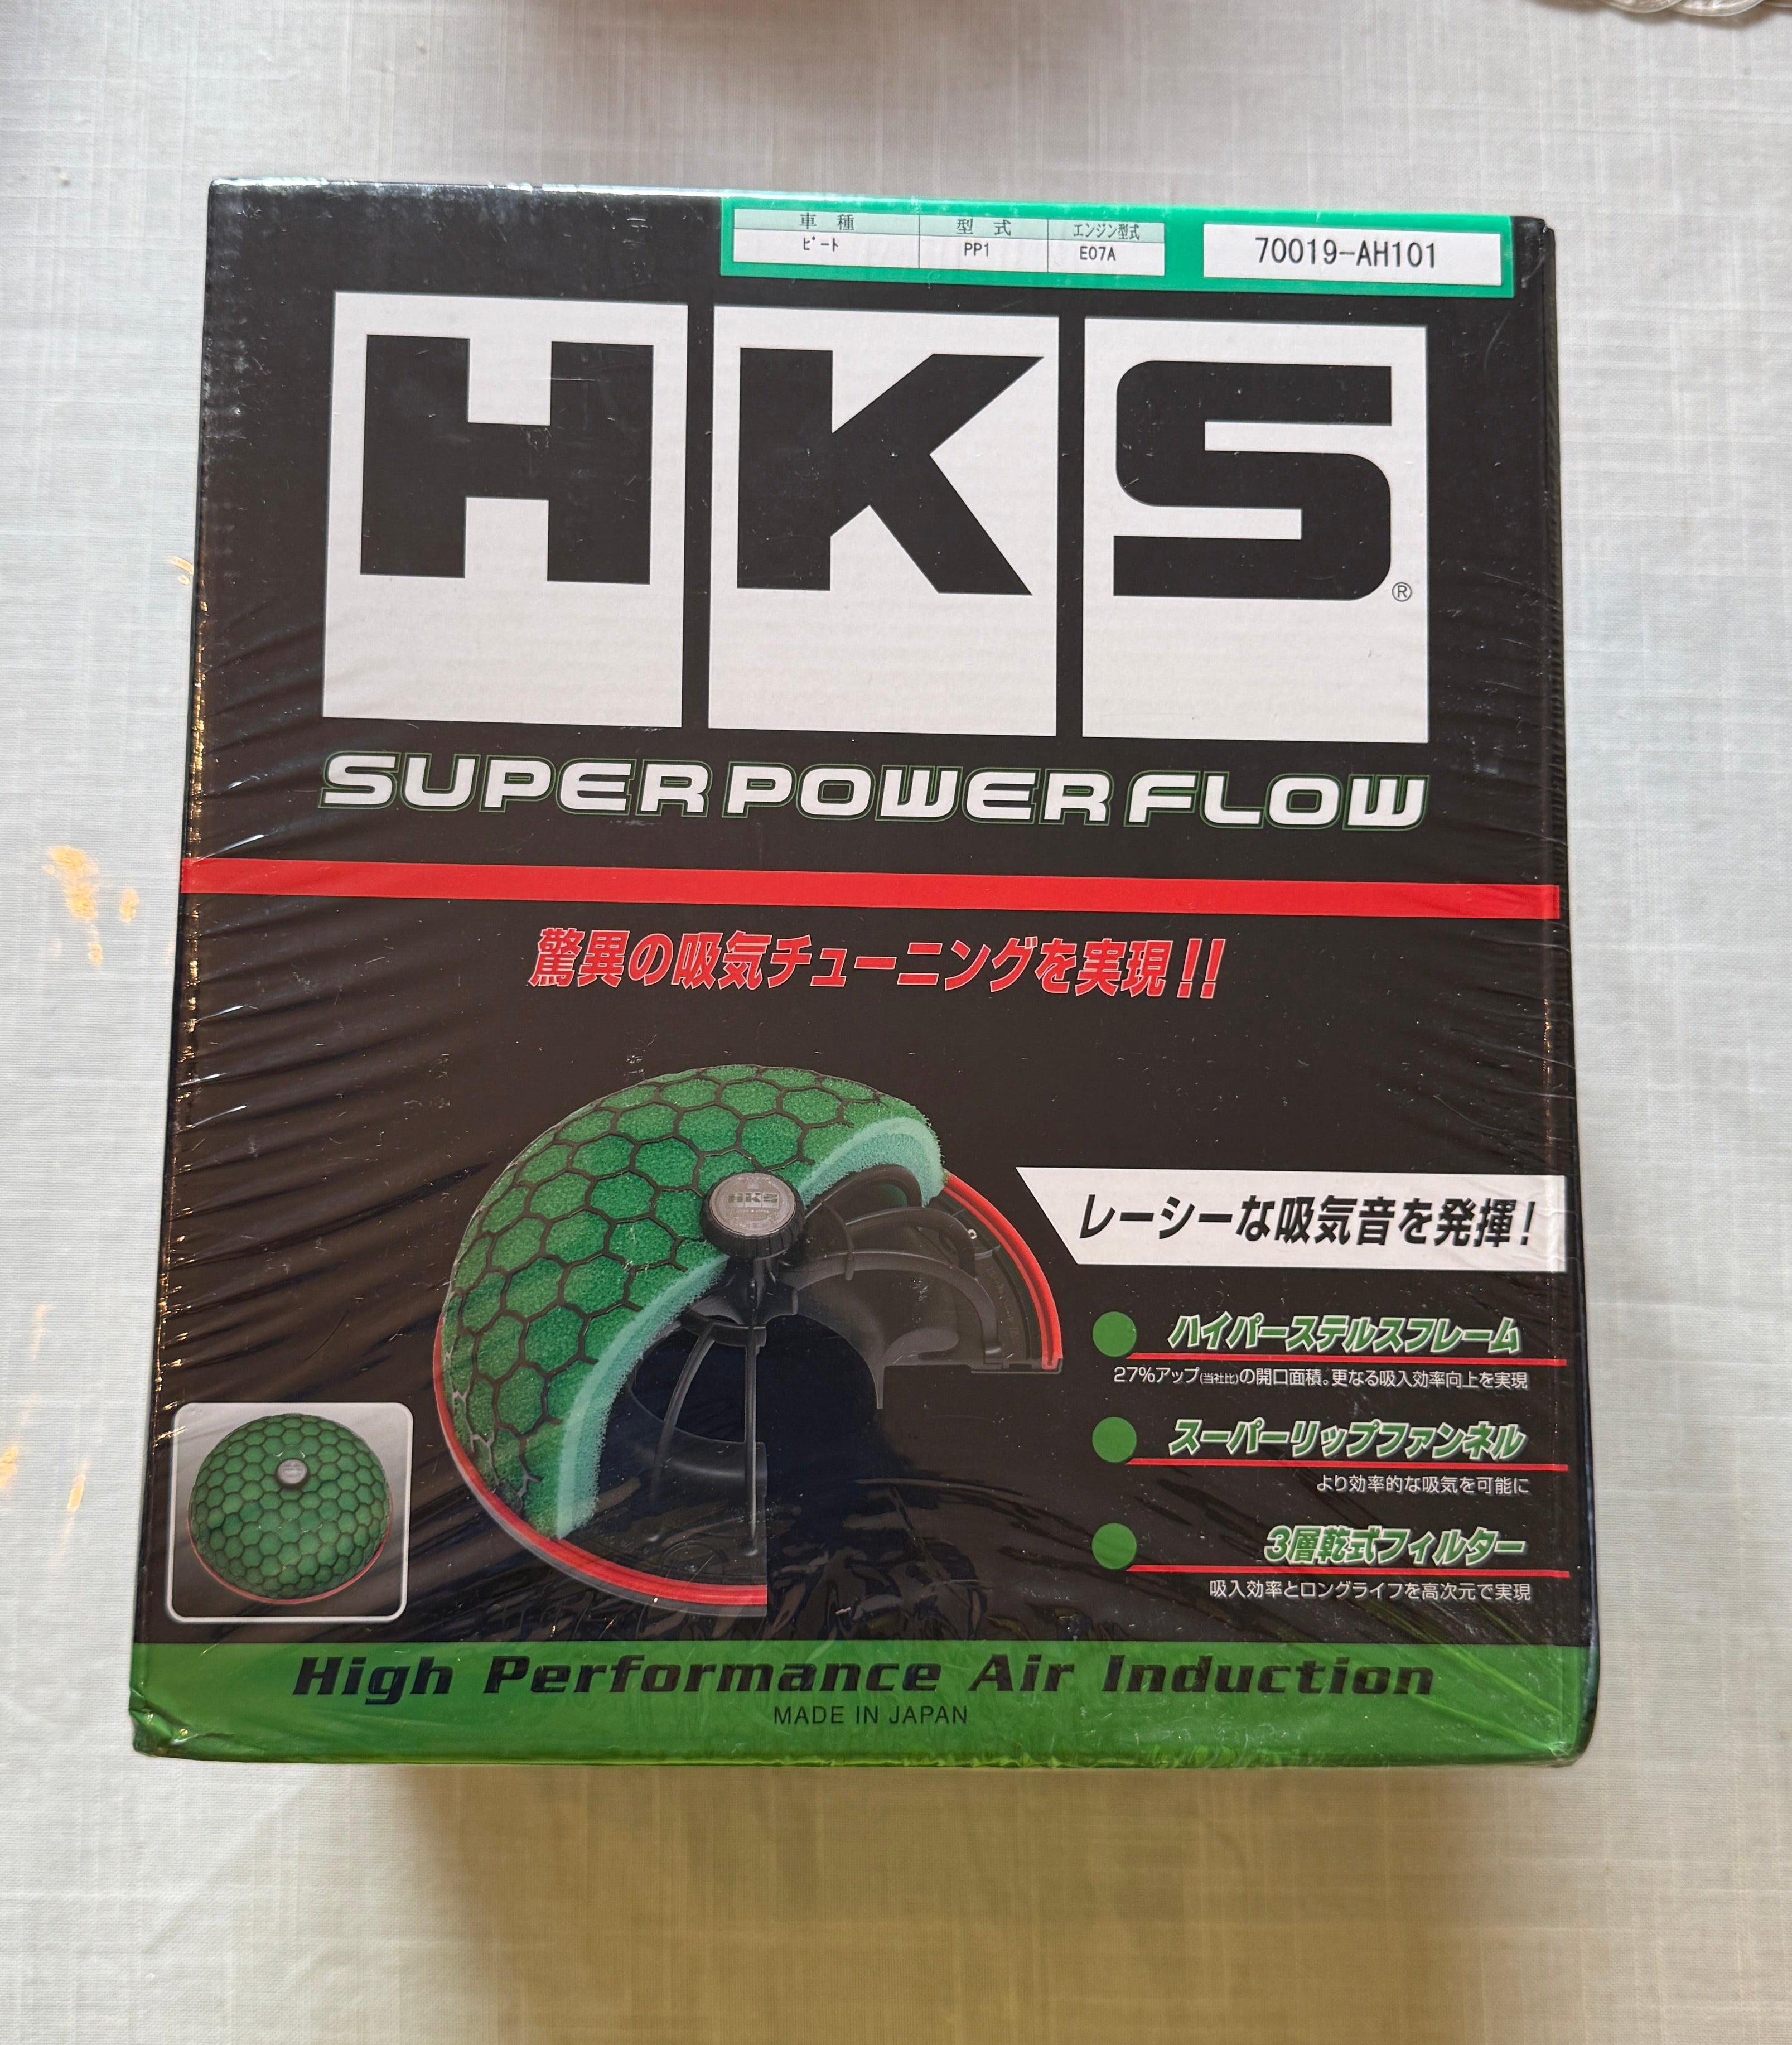 車種 型式 エンジン型式
ビート PP1 E07A 70019-AH101
HKS®
SUPER POWER FLOW
驚異の吸気チューニングを実現!!
HKS
レーシーな吸気音を発揮!
ハイパーステルスフレーム
27%アップ(当社比)の開口面積。更なる吸入効率向上を実現
スーパーリップファンネル
より効率的な吸気を可能に
3層乾式フィルター
吸入効率とロングライフを高次元で実現
High Performance Air Induction
MADE IN JAPAN